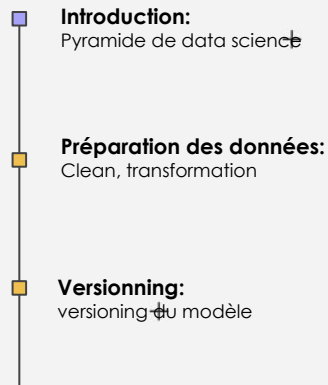 Introduction:
Pyramide de data science
Préparation des données:
Clean, transformation
Versionning:
versioning du modèle